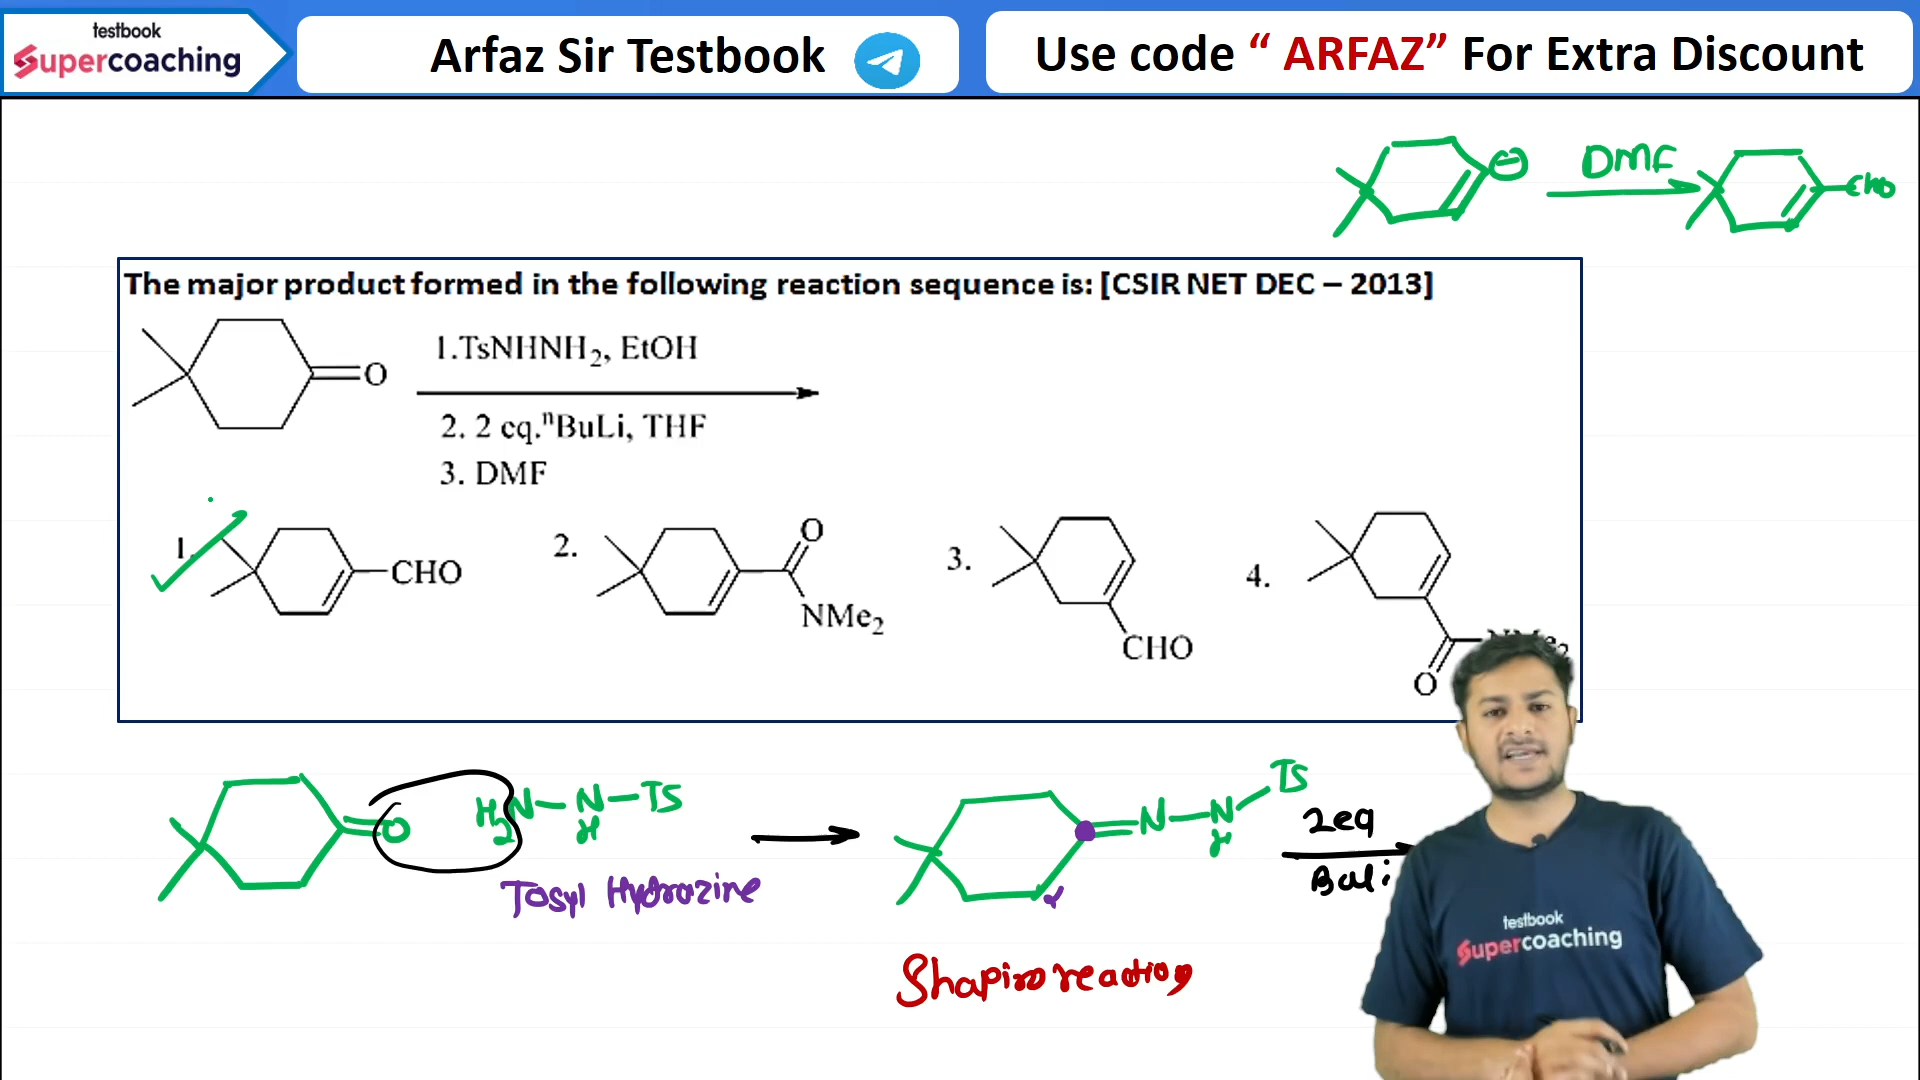 testbook
Supercoaching
Arfaz Sir Testbook
Use code “ ARFAZ” For Extra Discount
⊖ DMF CHO
The major product formed in the following reaction sequence is: [CSIR NET DEC – 2013]
O
1.TsNHNH₂, EtOH
2. 2 eq.ⁿBuLi, THF
3. DMF
1. CHO
2. O NMe₂
3. CHO
4. O NMe₂
O H₂N-N-Ts
H
Tosyl Hydrazine
=N-N-Ts
H
α
2eq
BuLi
Shapiro reaction
testbook
Supercoaching